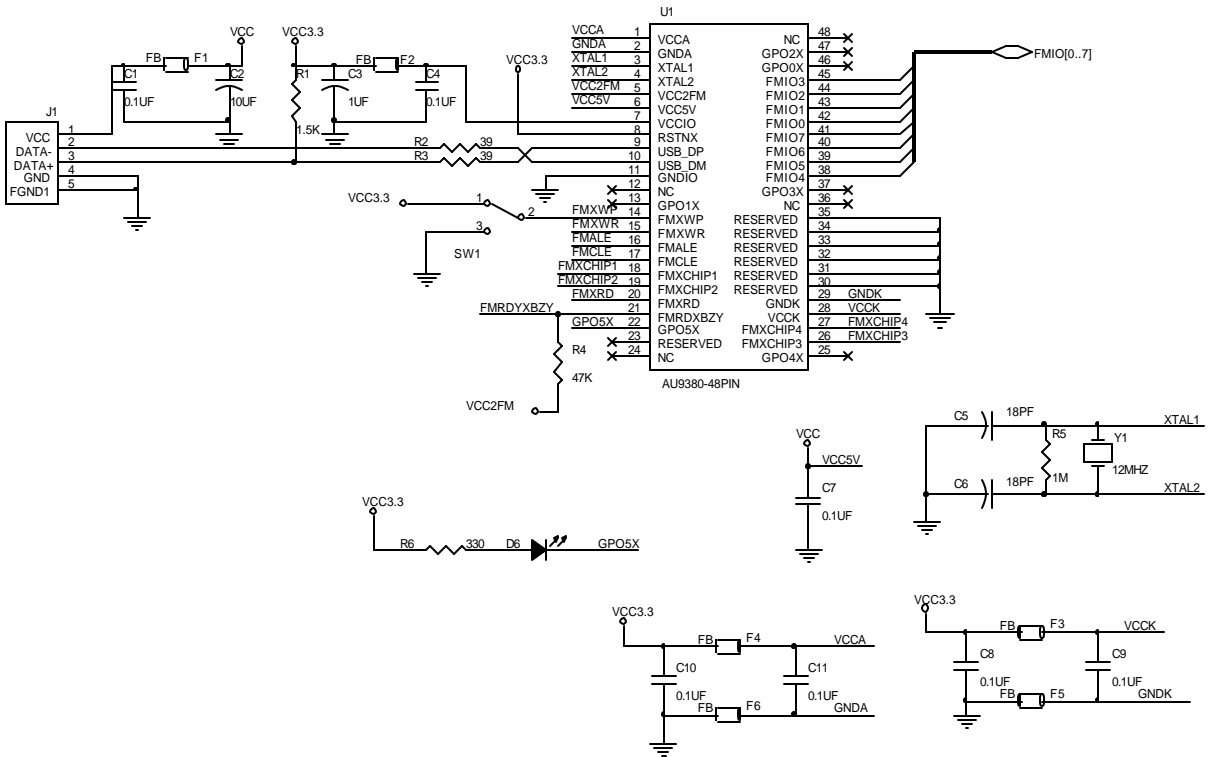 U1
VCC
VCC3.3
FB
F1
C1
0.1UF
C2
10UF
R1
1.5K
FB
F2
C3
1UF
C4
0.1UF
VCC3.3
J1
VCC
DATA-
DATA+
GND
FGND1
1
2
3
4
5
R2
39
R3
39
VCC3.3
1
2
3
SW1
VCCA
GNDA
XTAL1
XTAL2
VCC2FM
VCC5V
FMXWP
FMXWR
FMALE
FMCLE
FMXCHIP1
FMXCHIP2
FMXRD
FMRDYXBZY
GPO5X
1 VCCA
2 GNDA
3 XTAL1
4 XTAL2
5 VCC2FM
6 VCC5V
7 VCCIO
8 RSTNX
9 USB_DP
10 USB_DM
11 GNDIO
12 NC
13 GPO1X
14 FMXWP
15 FMXWR
16 FMALE
17 FMCLE
18 FMXCHIP1
19 FMXCHIP2
20 FMXRD
21 FMRDXBZY
22 GPO5X
23 RESERVED
24 NC
NC 48
GPO2X 47
GPO0X 46
FMIO3 45
FMIO2 44
FMIO1 43
FMIO0 42
FMIO7 41
FMIO6 40
FMIO5 39
FMIO4 38
GPO3X 37
NC 36
RESERVED 35
RESERVED 34
RESERVED 33
RESERVED 32
RESERVED 31
RESERVED 30
GNDK 29 GNDK
VCCK 28 VCCK
FMXCHIP4 27 FMXCHIP4
FMXCHIP3 26 FMXCHIP3
GPO4X 25
FMIO[0..7]
AU9380-48PIN
R4
47K
VCC2FM
VCC
VCC5V
C7
0.1UF
C5
18PF
R5
1M
Y1
12MHZ
XTAL1
C6
18PF
XTAL2
VCC3.3
R6
330
D6
GPO5X
VCC3.3
FB
F4
VCCA
C10
0.1UF
C11
0.1UF
FB
F6
GNDA
VCC3.3
FB
F3
VCCK
C8
0.1UF
C9
0.1UF
FB
F5
GNDK